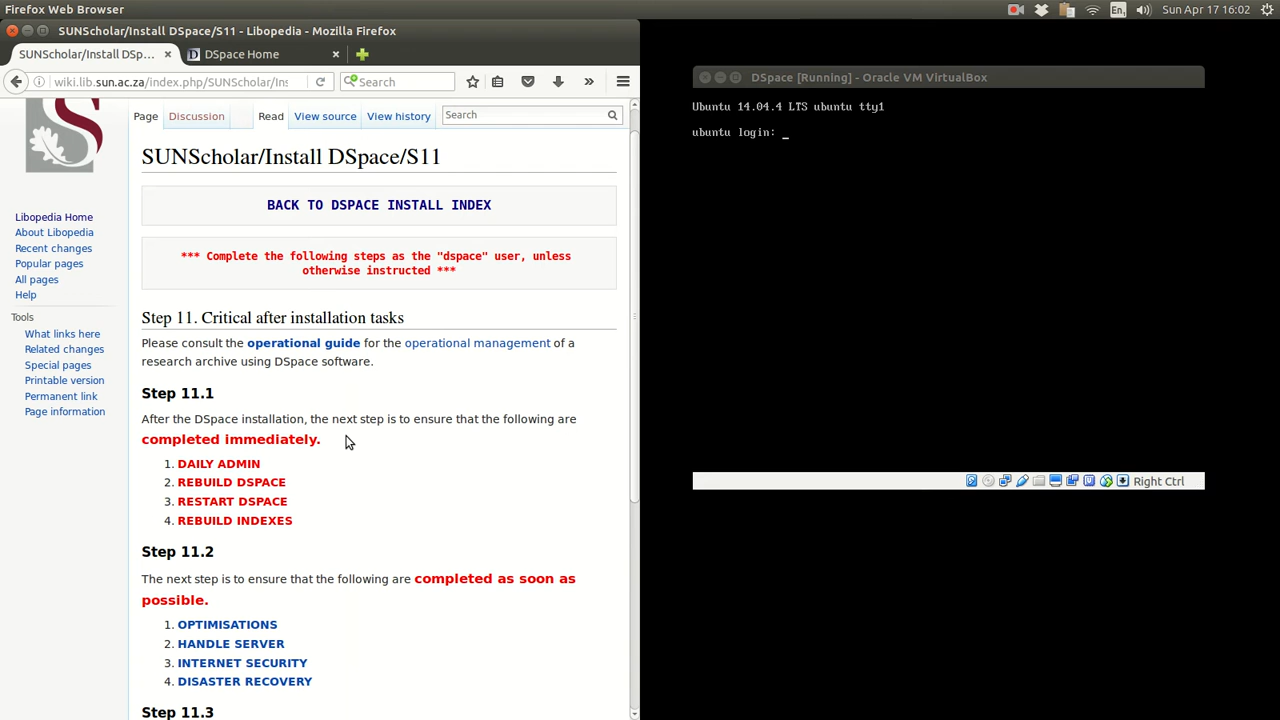 Firefox Web Browser
En
Sun Apr 17 16:02
SUNScholar/Install DSpace/S11 - Libopedia - Mozilla Firefox
SUNScholar/Install DSp... ×
DSpace Home ×
wiki.lib.sun.ac.za/index.php/SUNScholar/Ins
Search
Page
Discussion
Read
View source
View history
Search
S
SUNScholar/Install DSpace/S11
BACK TO DSPACE INSTALL INDEX
*** Complete the following steps as the "dspace" user, unless
otherwise instructed ***
Step 11. Critical after installation tasks
Please consult the operational guide for the operational management of a
research archive using DSpace software.
Step 11.1
After the DSpace installation, the next step is to ensure that the following are
completed immediately.
1. DAILY ADMIN
2. REBUILD DSPACE
3. RESTART DSPACE
4. REBUILD INDEXES
Step 11.2
The next step is to ensure that the following are completed as soon as
possible.
1. OPTIMISATIONS
2. HANDLE SERVER
3. INTERNET SECURITY
4. DISASTER RECOVERY
Step 11.3
Libopedia Home
About Libopedia
Recent changes
Popular pages
All pages
Help
Tools
What links here
Related changes
Special pages
Printable version
Permanent link
Page information
DSpace [Running] - Oracle VM VirtualBox
Ubuntu 14.04.4 LTS ubuntu tty1
ubuntu login: _
Right Ctrl